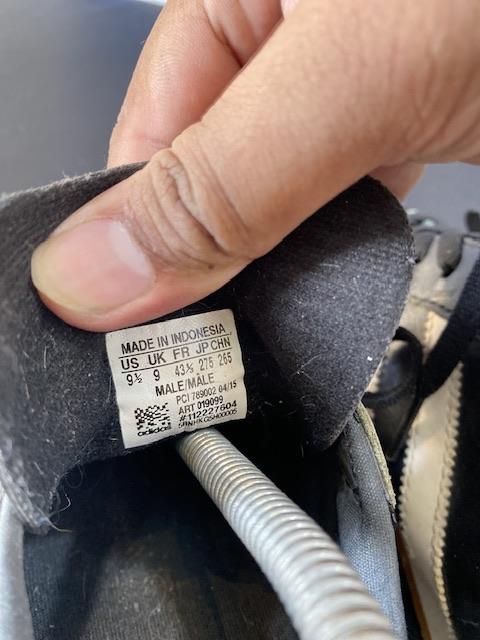 MADE IN INDONESIA
US UK FR JP CHN
9½ 9 43⅓ 275 265
MALE/MÂLE
PCI 789002 04/15
ART 019099
#112227604
adidas